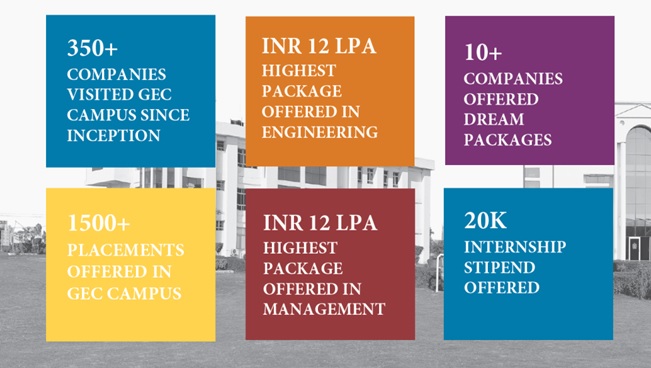 350+
COMPANIES
VISITED GEC
CAMPUS SINCE
INCEPTION
INR 12 LPA
HIGHEST
PACKAGE
OFFERED IN
ENGINEERING
10+
COMPANIES
OFFERED
DREAM
PACKAGES
1500+
PLACEMENTS
OFFERED IN
GEC CAMPUS
INR 12 LPA
HIGHEST
PACKAGE
OFFERED IN
MANAGEMENT
20K
INTERNSHIP
STIPEND
OFFERED